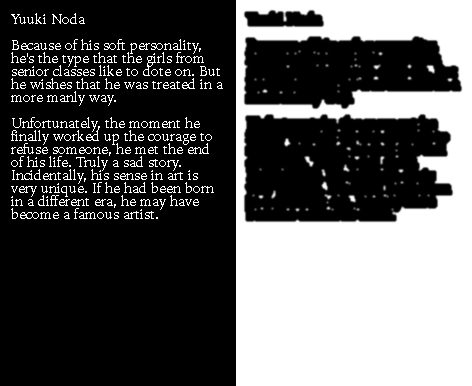 Yuuki Noda
Because of his soft personality,
he's the type that the girls from
senior classes like to dote on. But
he wishes that he was treated in a
more manly way.
Unfortunately, the moment he
finally worked up the courage to
refuse someone, he met the end
of his life. Truly a sad story.
Incidentally, his sense in art is
very unique. If he had been born
in a different era, he may have
become a famous artist.